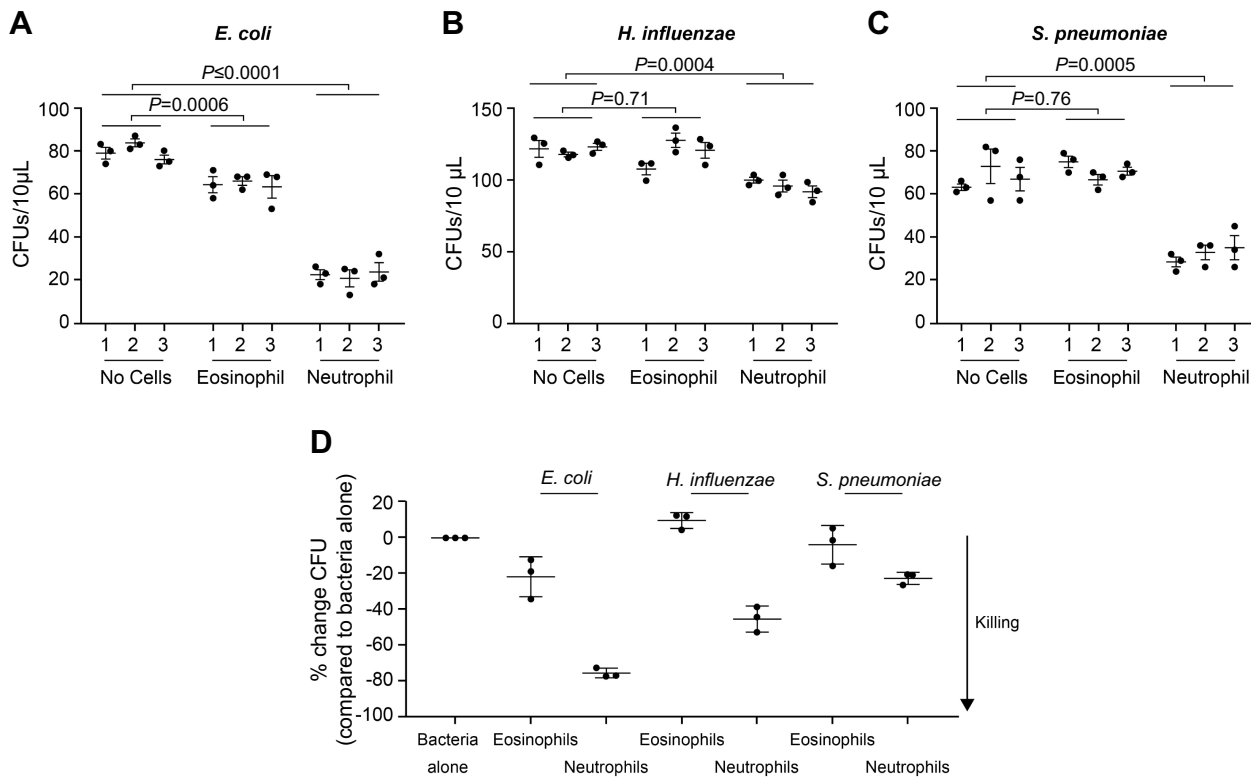 A
E. coli
P≤0.0001
P=0.0006
CFUs/10µL
100
80
60
40
20
0
1 2 3 1 2 3 1 2 3
No Cells Eosinophil Neutrophil
B
H. influenzae
P=0.0004
P=0.71
CFUs/10 µL
150
100
50
0
1 2 3 1 2 3 1 2 3
No Cells Eosinophil Neutrophil
C
S. pneumoniae
P=0.0005
P=0.76
CFUs/10 µL
100
80
60
40
20
0
1 2 3 1 2 3 1 2 3
No Cells Eosinophil Neutrophil
D
E. coli H. influenzae S. pneumoniae
% change CFU
(compared to bacteria alone)
20
0
-20
-40
-60
-80
-100
Killing
Bacteria
alone
Eosinophils
Neutrophils
Eosinophils
Neutrophils
Eosinophils
Neutrophils